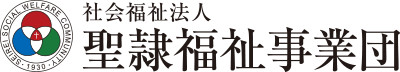 SEIREI SOCIAL WELFARE COMMUNITY
・1930・
社会福祉法人
聖隷福祉事業団